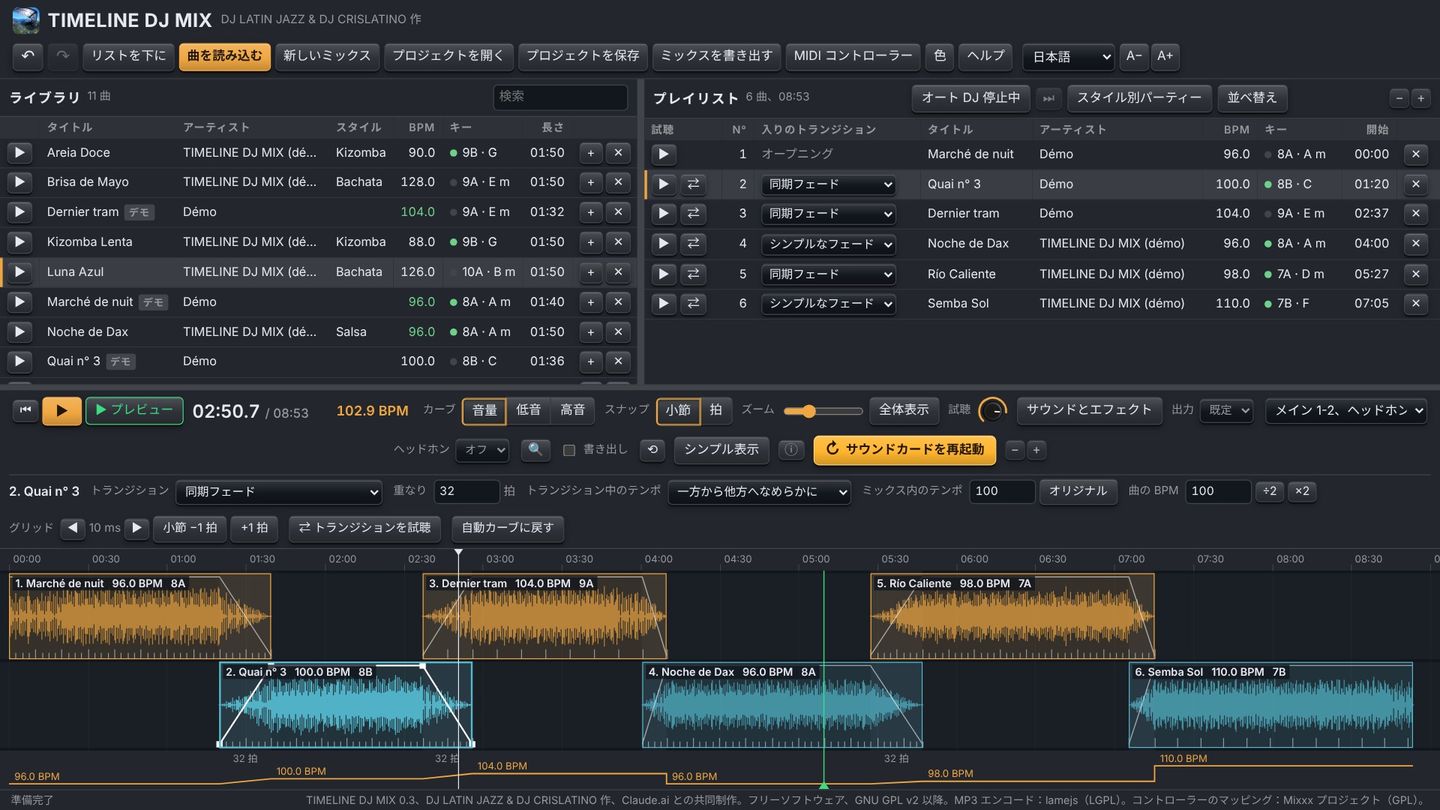 TIMELINE DJ MIX DJ LATIN JAZZ & DJ CRISLATINO 作
リストを下に 曲を読み込む 新しいミックス プロジェクトを開く プロジェクトを保存 ミックスを書き出す MIDI コントローラー 色 ヘルプ 日本語 A− A+
ライブラリ 11 曲 検索
タイトル アーティスト スタイル BPM キー 長さ
Areia Doce TIMELINE DJ MIX (dé... Kizomba 90.0 9B · G 01:50 + ✕
Brisa de Mayo TIMELINE DJ MIX (dé... Bachata 128.0 9A · E m 01:50 + ✕
Dernier tram デモ Démo 104.0 9A · E m 01:32 + ✕
Kizomba Lenta TIMELINE DJ MIX (dé... Kizomba 88.0 9B · G 01:50 + ✕
Luna Azul TIMELINE DJ MIX (dé... Bachata 126.0 10A · B m 01:50 + ✕
Marché de nuit デモ Démo 96.0 8A · A m 01:40 + ✕
Noche de Dax TIMELINE DJ MIX (dé... Salsa 96.0 8A · A m 01:50 + ✕
Quai n° 3 デモ Démo 100.0 8B · C 01:36 + ✕
プレイリスト 6 曲、08:53 オート DJ 停止中 スタイル別パーティー 並べ替え − +
試聴 N° 入りのトランジション タイトル アーティスト BPM キー 開始
1 オープニング Marché de nuit Démo 96.0 8A · A m 00:00 ✕
2 同期フェード Quai n° 3 Démo 100.0 8B · C 01:20 ✕
3 同期フェード Dernier tram Démo 104.0 9A · E m 02:37 ✕
4 シンプルなフェード Noche de Dax TIMELINE DJ MIX (démo) 96.0 8A · A m 04:00 ✕
5 同期フェード Río Caliente TIMELINE DJ MIX (démo) 98.0 7A · D m 05:27 ✕
6 シンプルなフェード Semba Sol TIMELINE DJ MIX (démo) 110.0 7B · F 07:05 ✕
プレビュー 02:50.7 / 08:53 102.9 BPM カーブ 音量 低音 高音 スナップ 小節 拍 ズーム 全体表示 試聴 サウンドとエフェクト 出力 既定 メイン 1-2、ヘッドホン
ヘッドホン オフ 書き出し シンプル表示 サウンドカードを再起動 − +
2. Quai n° 3 トランジション 同期フェード 重なり 32 拍 トランジション中のテンポ 一方から他方へなめらかに ミックス内のテンポ 100 オリジナル 曲の BPM 100 ÷2 ×2
グリッド ◀ 10 ms ▶ 小節 −1 拍 +1 拍 ⇄ トランジションを試聴 自動カーブに戻す
00:00 00:30 01:00 01:30 02:00 02:30 03:00 03:30 04:00 04:30 05:00 05:30 06:00 06:30 07:00 07:30 08:00 08:30
1. Marché de nuit 96.0 BPM 8A
3. Dernier tram 104.0 BPM 9A
5. Río Caliente 98.0 BPM 7A
2. Quai n° 3 100.0 BPM 8B
4. Noche de Dax 96.0 BPM 8A
6. Semba Sol 110.0 BPM 7B
32 拍 32 拍 32 拍
96.0 BPM 100.0 BPM 104.0 BPM 96.0 BPM 98.0 BPM 110.0 BPM
準備完了 TIMELINE DJ MIX 0.3、DJ LATIN JAZZ & DJ CRISLATINO 作、Claude.ai との共同制作。フリーソフトウェア、GNU GPL v2 以降。MP3 エンコード：lamejs（LGPL）。コントローラーのマッピング：Mixxx プロジェクト（GPL）。